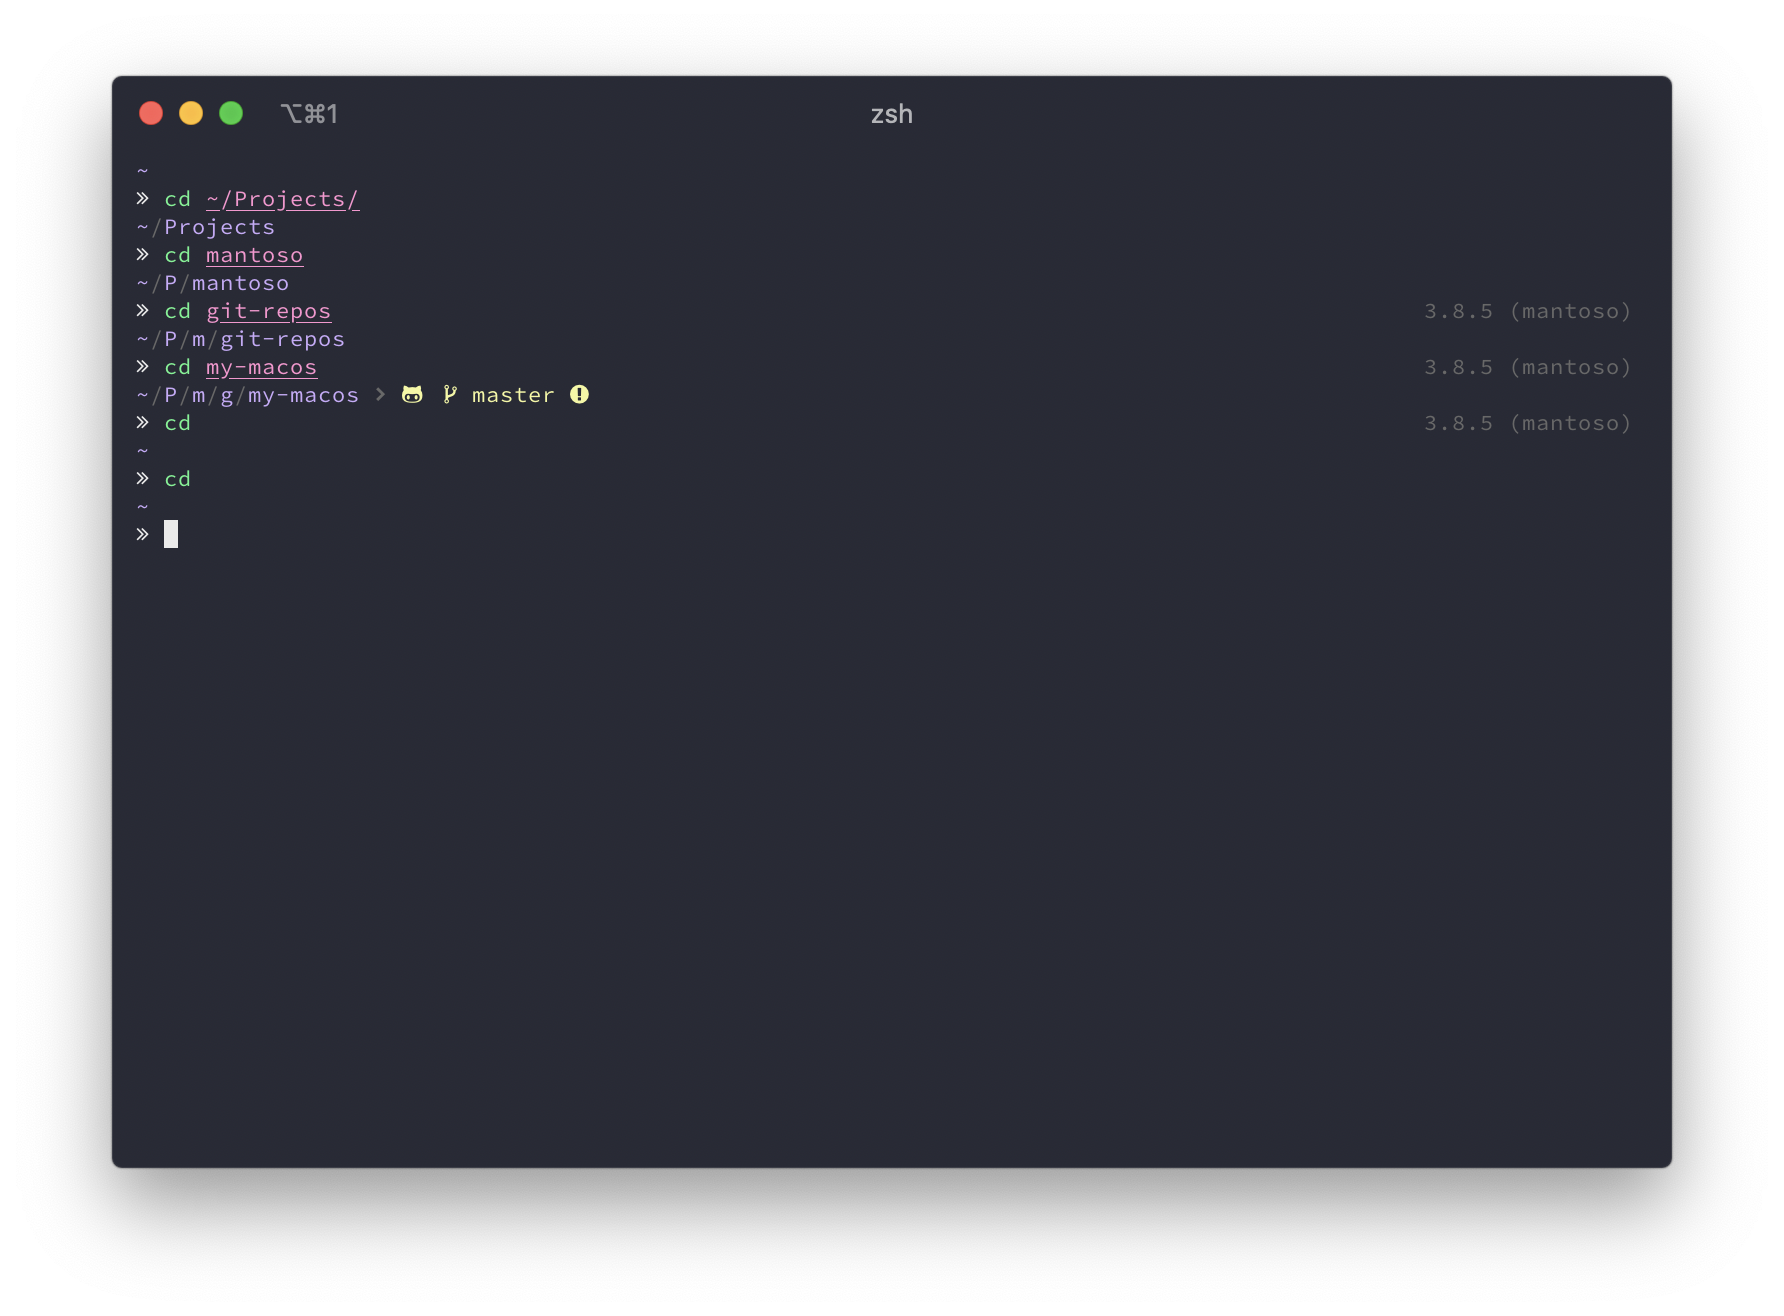 ⌥⌘1 zsh
~
» cd ~/Projects/
~/Projects
» cd mantoso
~/P/mantoso
» cd git-repos 3.8.5 (mantoso)
~/P/m/git-repos
» cd my-macos 3.8.5 (mantoso)
~/P/m/g/my-macos > master !
» cd 3.8.5 (mantoso)
~
» cd
~
»